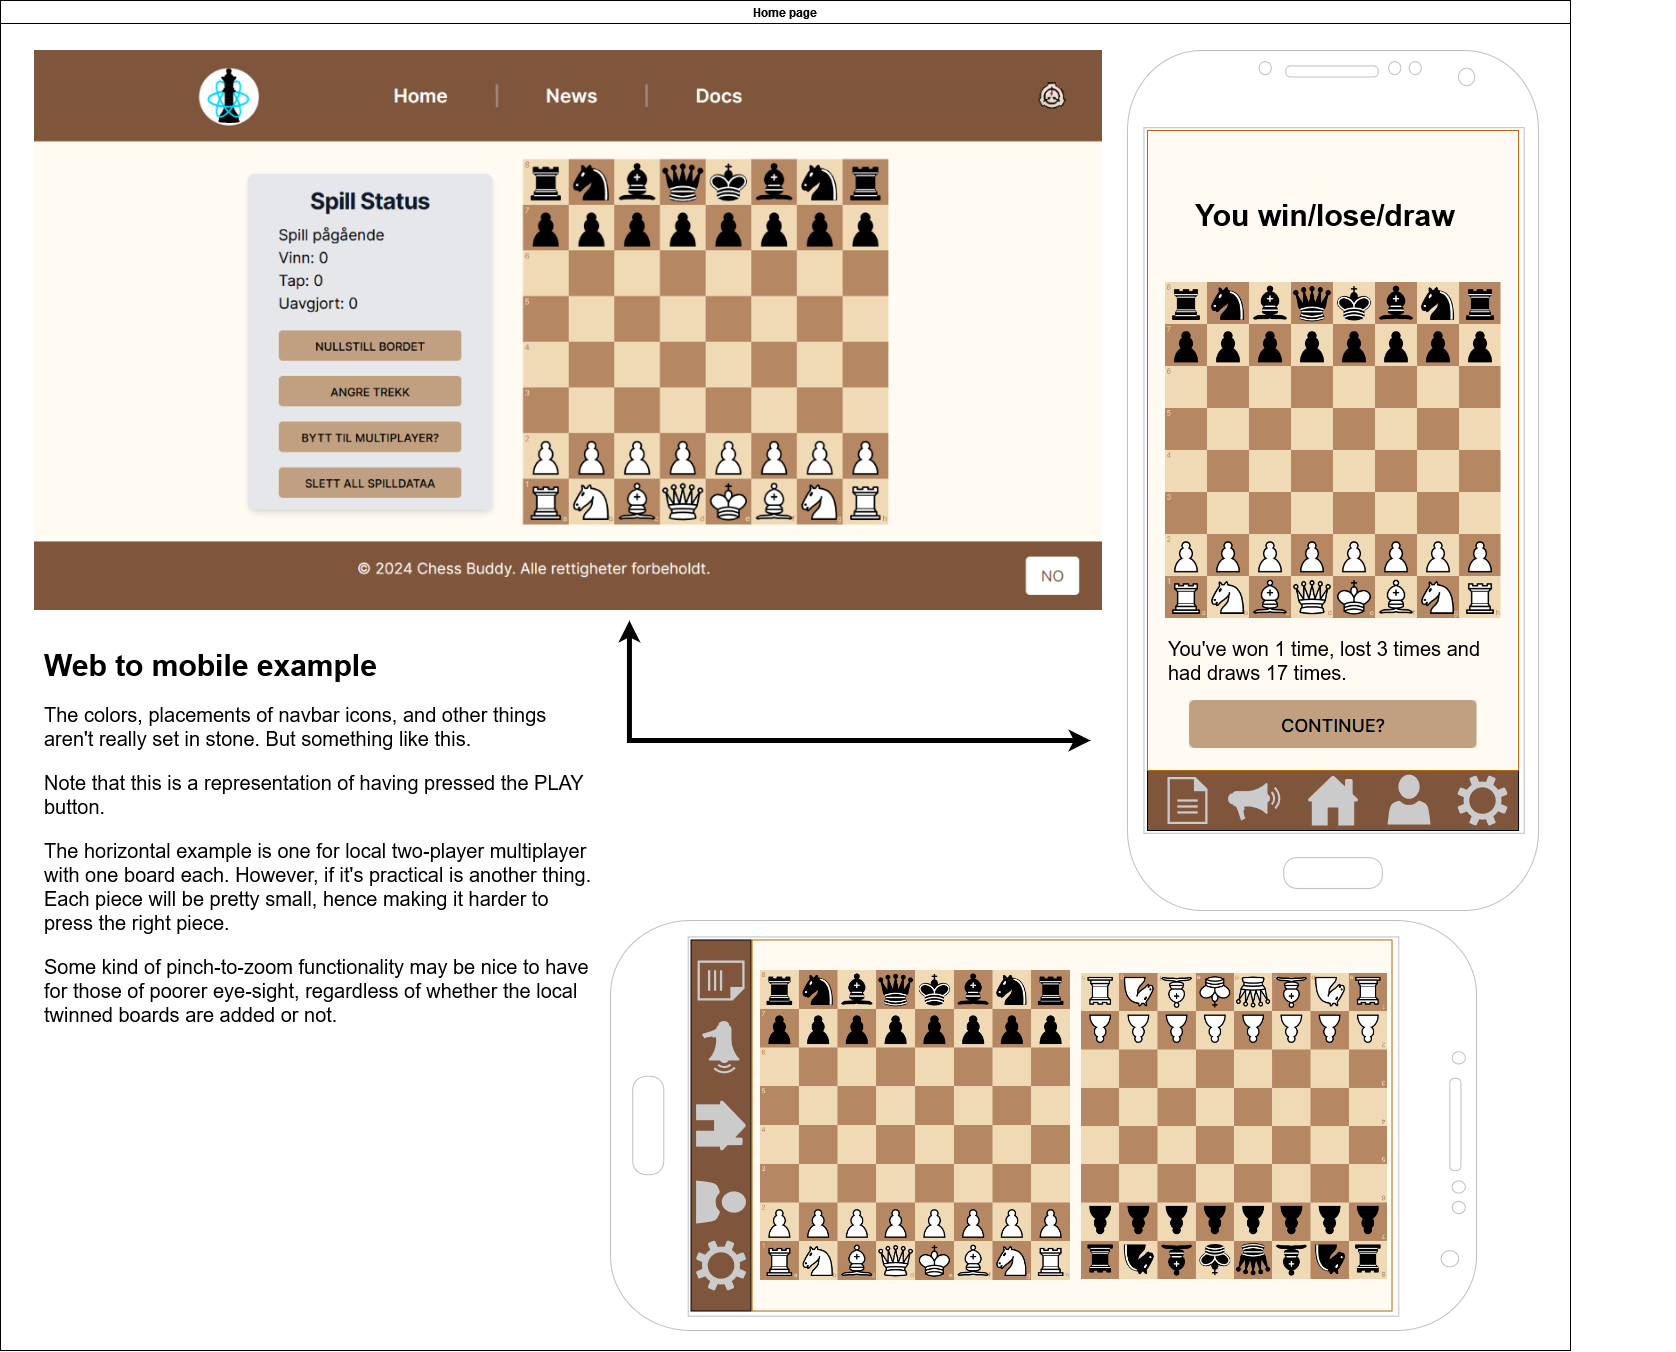 Home page
Home | News | Docs
Spill Status
Spill pågående
Vinn: 0
Tap: 0
Uavgjort: 0
NULLSTILL BORDET
ANGRE TREKK
BYTT TIL MULTIPLAYER?
SLETT ALL SPILLDATAA
© 2024 Chess Buddy. Alle rettigheter forbeholdt.
NO
You win/lose/draw
You've won 1 time, lost 3 times and
had draws 17 times.
CONTINUE?
Web to mobile example
The colors, placements of navbar icons, and other things
aren't really set in stone. But something like this.
Note that this is a representation of having pressed the PLAY
button.
The horizontal example is one for local two-player multiplayer
with one board each. However, if it's practical is another thing.
Each piece will be pretty small, hence making it harder to
press the right piece.
Some kind of pinch-to-zoom functionality may be nice to have
for those of poorer eye-sight, regardless of whether the local
twinned boards are added or not.